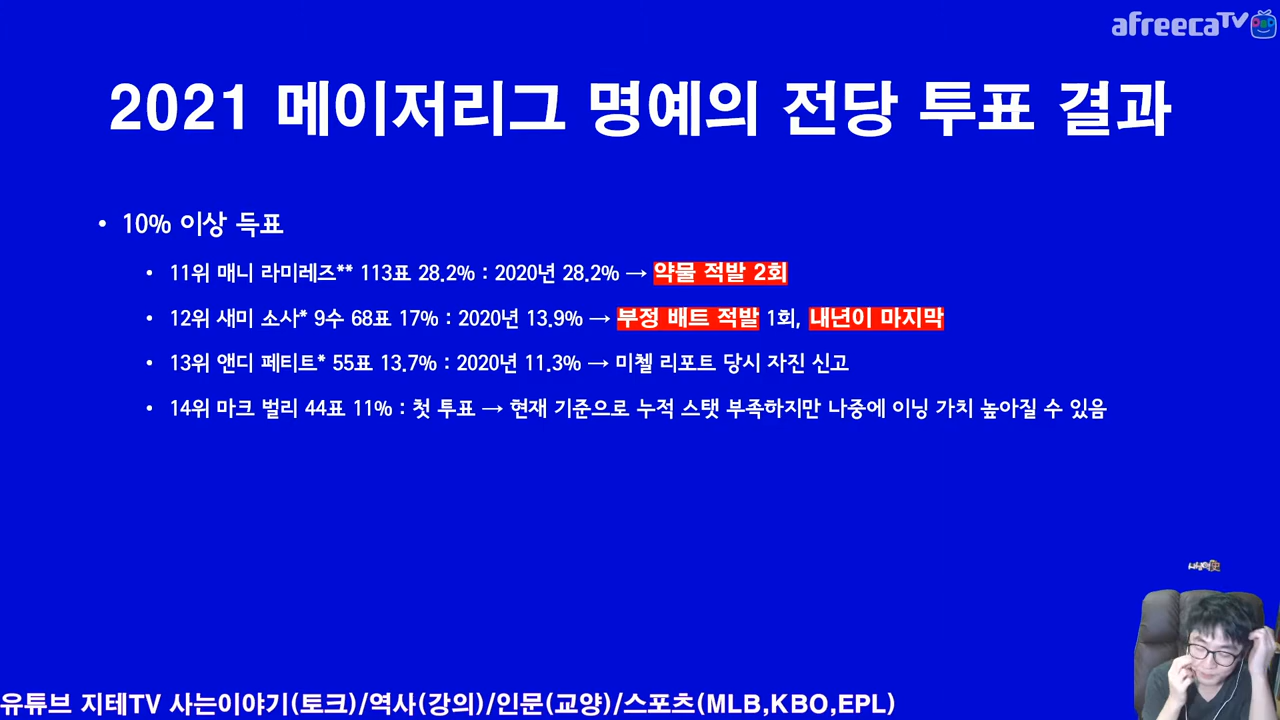 afreecaTV
2021 메이저리그 명예의 전당 투표 결과
• 10% 이상 득표
• 11위 매니 라미레즈** 113표 28.2% : 2020년 28.2% → 약물 적발 2회
• 12위 새미 소사* 9수 68표 17% : 2020년 13.9% → 부정 배트 적발 1회, 내년이 마지막
• 13위 앤디 페티트* 55표 13.7% : 2020년 11.3% → 미첼 리포트 당시 자진 신고
• 14위 마크 벌리 44표 11% : 첫 투표 → 현재 기준으로 누적 스탯 부족하지만 나중에 이닝 가치 높아질 수 있음
유튜브 지테TV 사는이야기(토크)/역사(강의)/인문(교양)/스포츠(MLB,KBO,EPL)